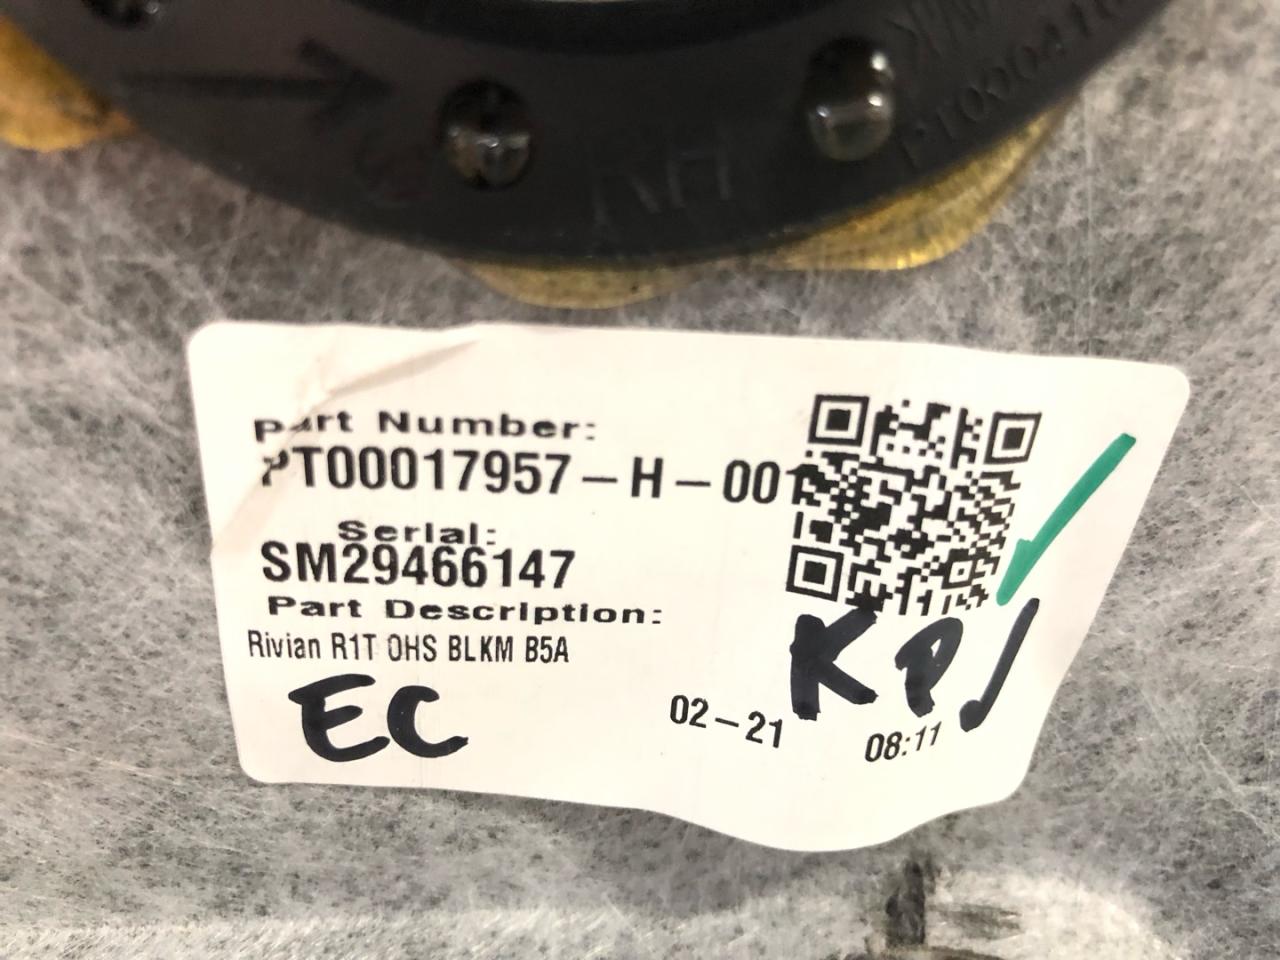 RH
Part Number:
PT00017957-H-001
Serial:
SM29466147
Part Description:
Rivian R1T OHS BLKM B5A
EC
KP
02-21
08:11